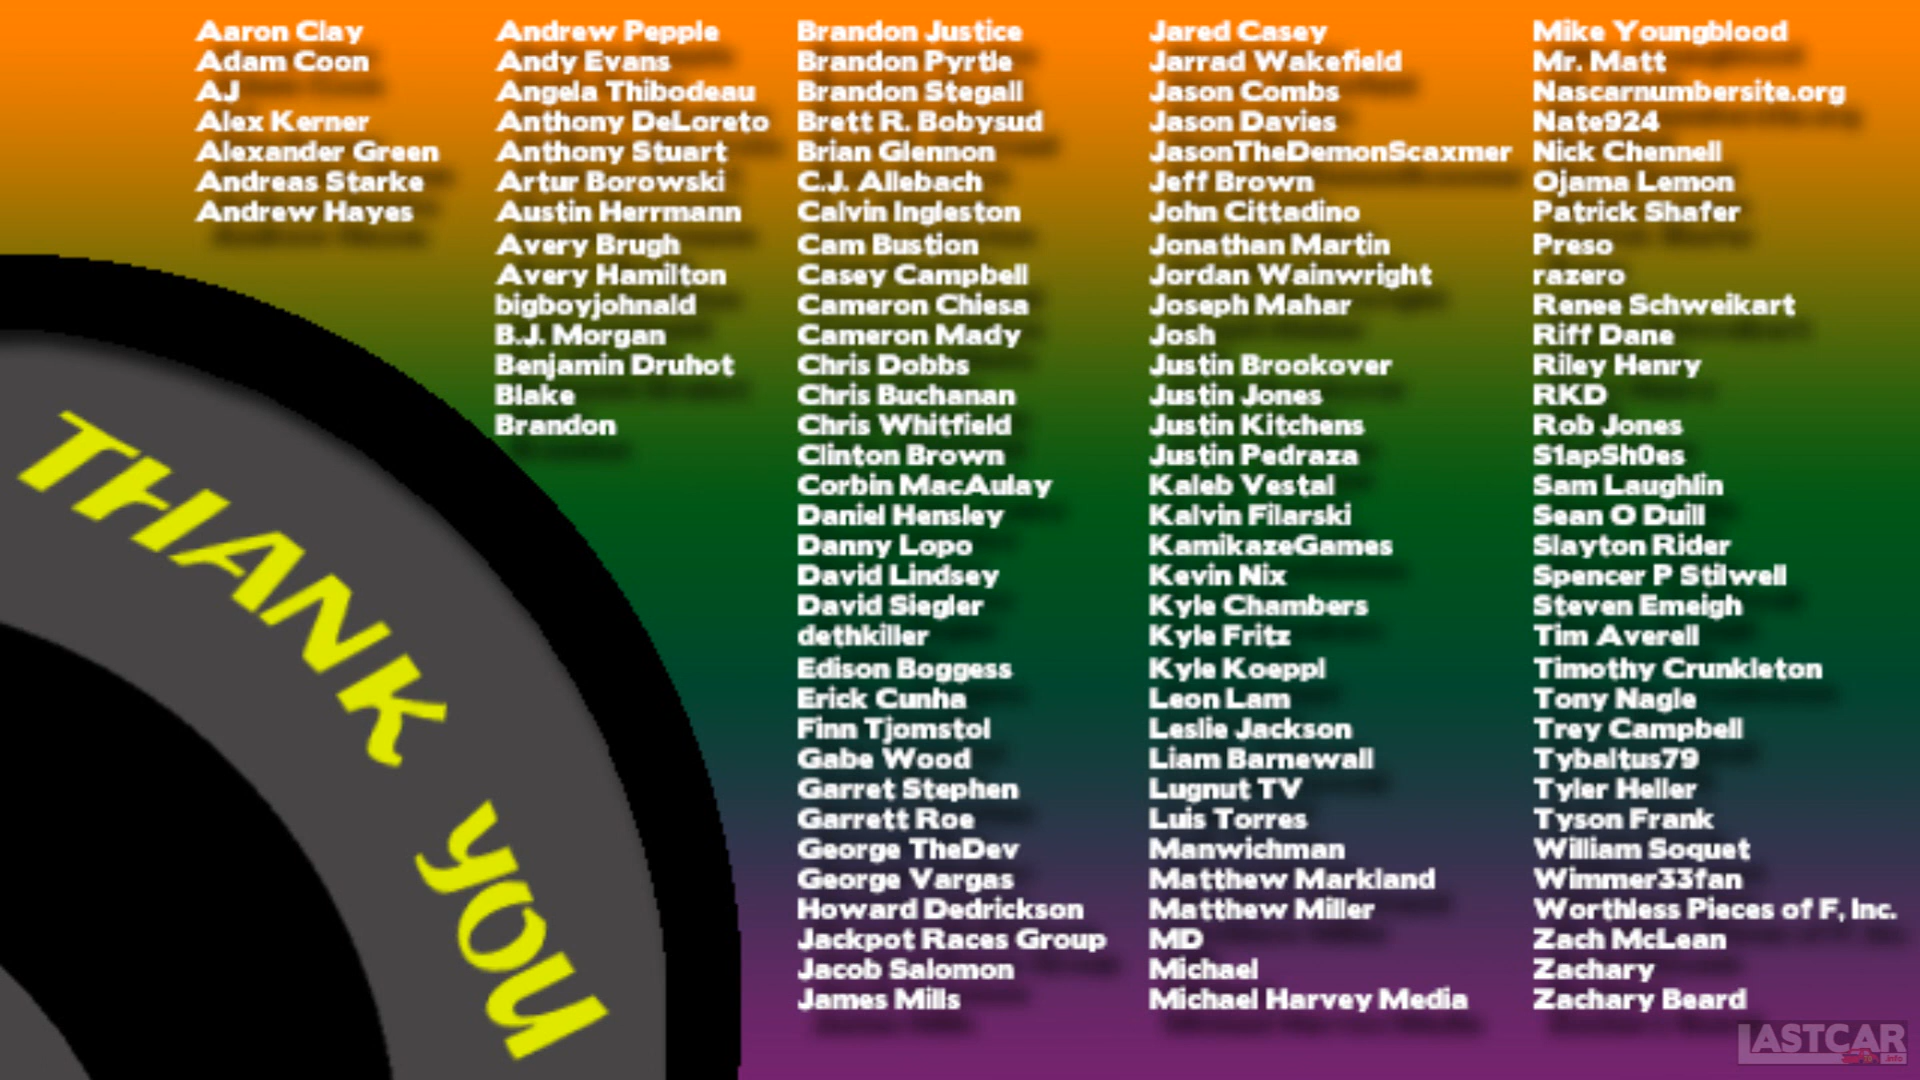 Aaron Clay
Adam Coon
AJ
Alex Kerner
Alexander Green
Andreas Starke
Andrew Hayes
Andrew Pepple
Andy Evans
Angela Thibodeau
Anthony DeLoreto
Anthony Stuart
Artur Borowski
Austin Herrmann
Avery Brugh
Avery Hamilton
bigboyjohnald
B.J. Morgan
Benjamin Druhot
Blake
Brandon
Brandon Justice
Brandon Pyrtle
Brandon Stegall
Brett R. Bobysud
Brian Glennon
C.J. Allebach
Calvin Ingleston
Cam Bustion
Casey Campbell
Cameron Chiesa
Cameron Mady
Chris Dobbs
Chris Buchanan
Chris Whitfield
Clinton Brown
Corbin MacAulay
Daniel Hensley
Danny Lopo
David Lindsey
David Siegler
dethkiller
Edison Boggess
Erick Cunha
Finn Tjomstol
Gabe Wood
Garret Stephen
Garrett Roe
George TheDev
George Vargas
Howard Dedrickson
Jackpot Races Group
Jacob Salomon
James Mills
Jared Casey
Jarrad Wakefield
Jason Combs
Jason Davies
JasonTheDemonScaxmer
Jeff Brown
John Cittadino
Jonathan Martin
Jordan Wainwright
Joseph Mahar
Josh
Justin Brookover
Justin Jones
Justin Kitchens
Justin Pedraza
Kaleb Vestal
Kalvin Filarski
KamikazeGames
Kevin Nix
Kyle Chambers
Kyle Fritz
Kyle Koeppl
Leon Lam
Leslie Jackson
Liam Barnewall
Lugnut TV
Luis Torres
Manwichman
Matthew Markland
Matthew Miller
MD
Michael
Michael Harvey Media
Mike Youngblood
Mr. Matt
Nascarnumbersite.org
Nate924
Nick Chennell
Ojama Lemon
Patrick Shafer
Preso
razero
Renee Schweikart
Riff Dane
Riley Henry
RKD
Rob Jones
S1apSh0es
Sam Laughlin
Sean O Duill
Slayton Rider
Spencer P Stilwell
Steven Emeigh
Tim Averell
Timothy Crunkleton
Tony Nagle
Trey Campbell
Tybaltus79
Tyler Heller
Tyson Frank
William Soquet
Wimmer33fan
Worthless Pieces of F, Inc.
Zach McLean
Zachary
Zachary Beard
THANK YOU
LASTCAR
.info